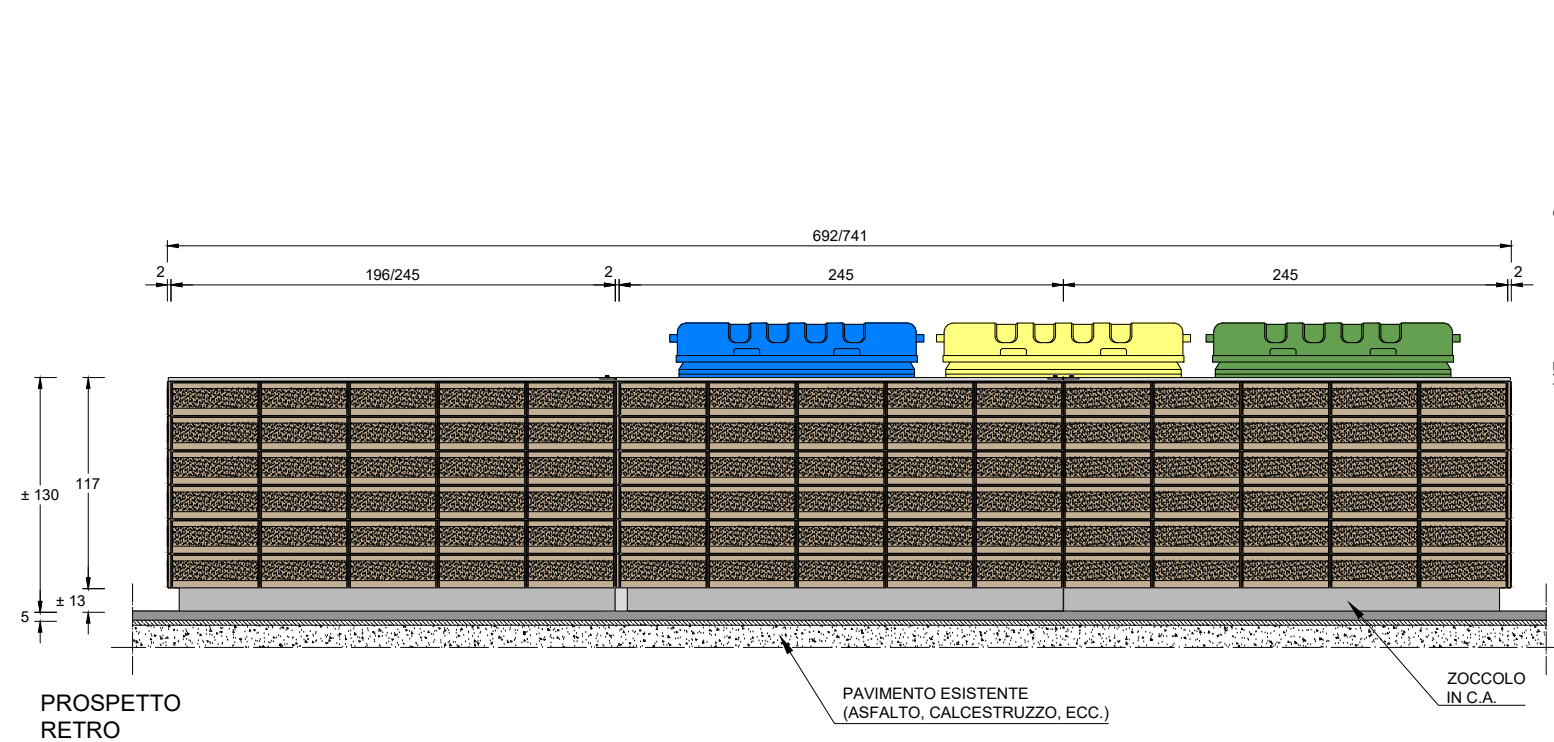 692/741
2
196/245
2
245
245
2
± 130
117
± 13
5
PROSPETTO
RETRO
PAVIMENTO ESISTENTE
(ASFALTO, CALCESTRUZZO, ECC.)
ZOCCOLO
IN C.A.